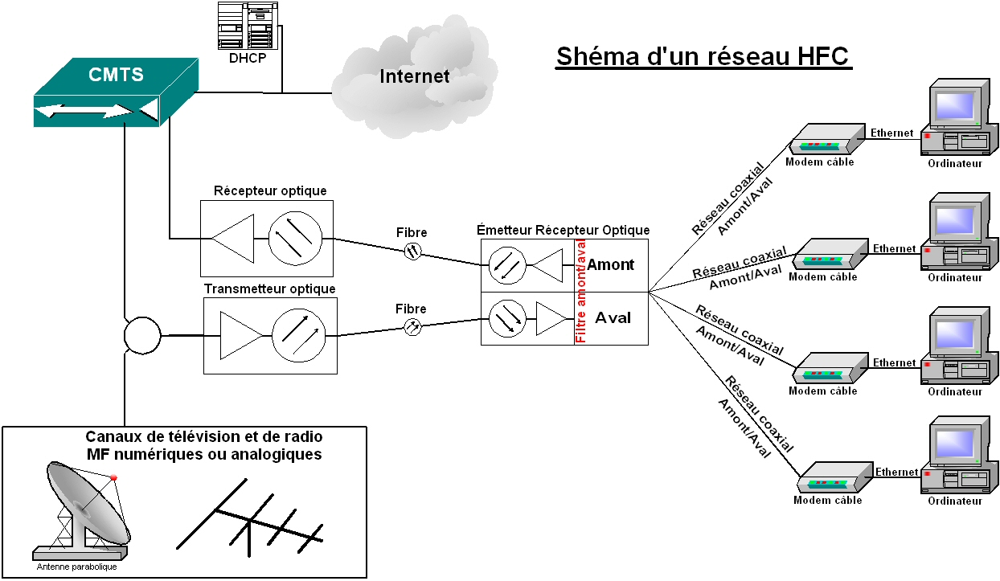 DHCP
CMTS
Internet
Shéma d'un réseau HFC
Récepteur optique
Fibre
Émetteur Récepteur Optique
Filtre amont/aval
Amont
Aval
Transmetteur optique
Fibre
Réseau coaxial
Amont/Aval
Modem câble
Ethernet
Ordinateur
Réseau coaxial
Amont/Aval
Modem câble
Ethernet
Ordinateur
Réseau coaxial
Amont/Aval
Modem câble
Ethernet
Ordinateur
Réseau coaxial
Amont/Aval
Modem câble
Ethernet
Ordinateur
Canaux de télévision et de radio
MF numériques ou analogiques
Antenne parabolique